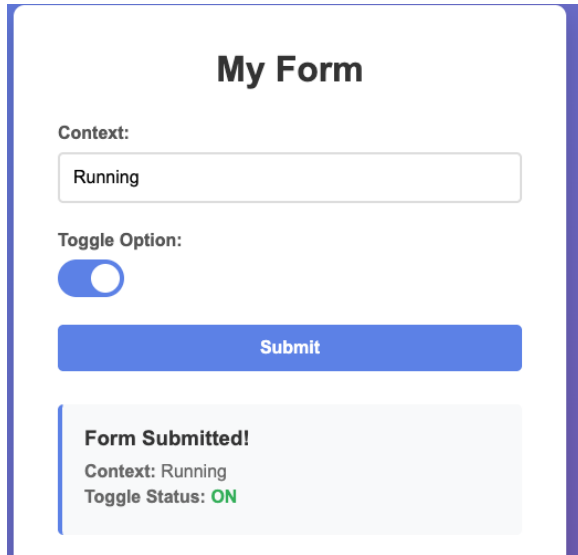 My Form
Context:
Running
Toggle Option:
Submit
Form Submitted!
Context: Running
Toggle Status: ON